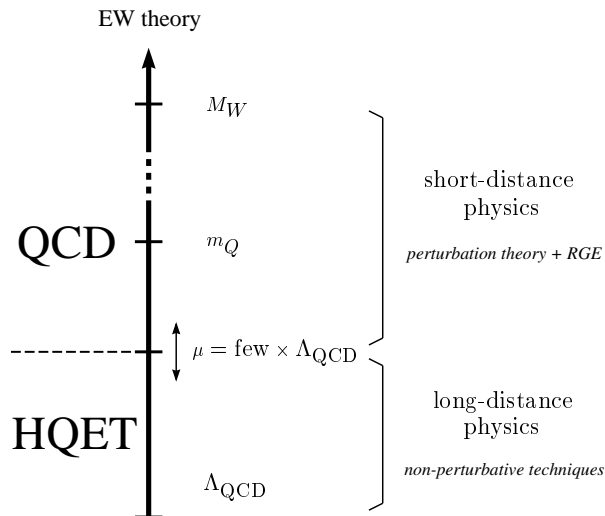 EW theory
M_W
short-distance
physics
QCD
m_Q
perturbation theory + RGE
μ = few × Λ_QCD
long-distance
physics
HQET
non-perturbative techniques
Λ_QCD